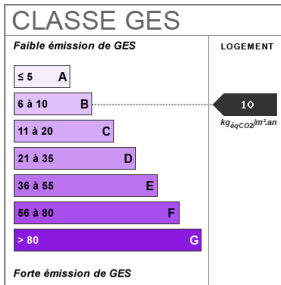 CLASSE GES
Faible émission de GES
LOGEMENT
≤ 5 A
6 à 10 B
10
kgéqCO2/m².an
11 à 20 C
21 à 35 D
36 à 55 E
56 à 80 F
> 80 G
Forte émission de GES